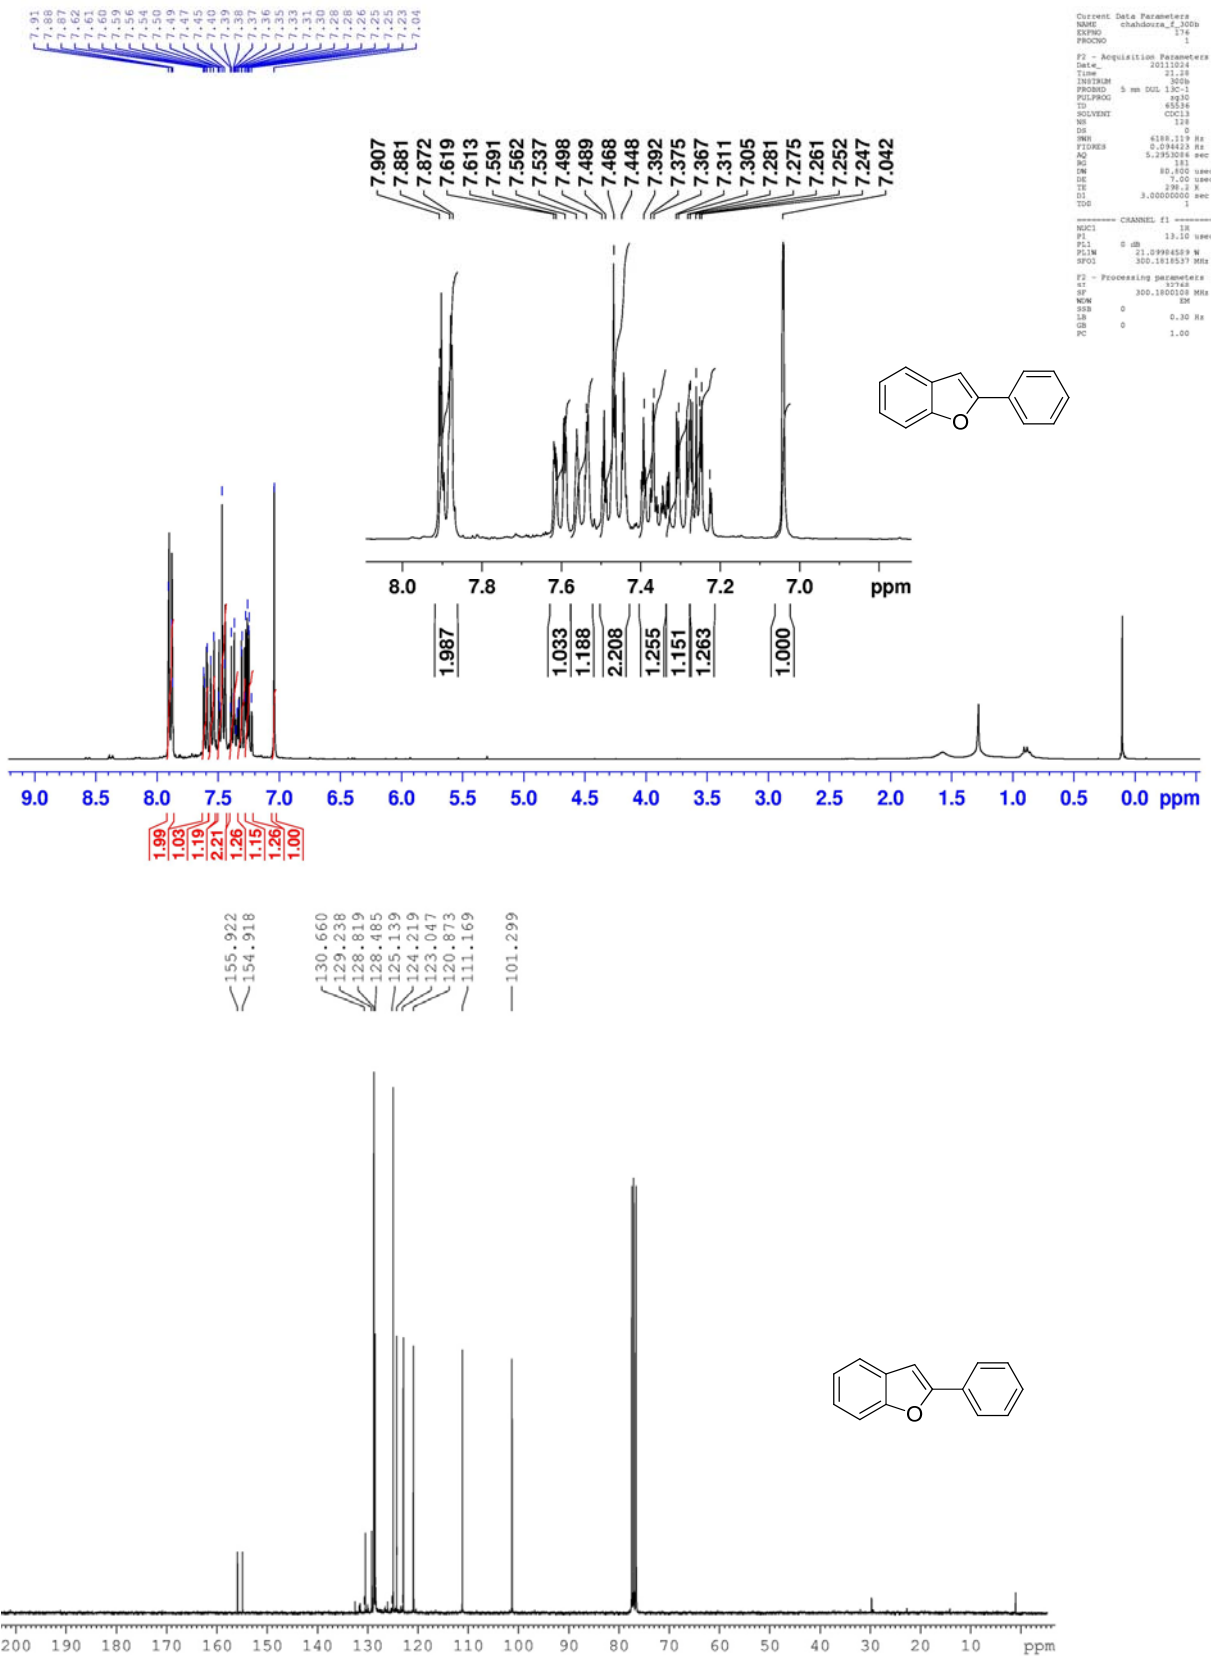 7.91
7.88
7.87
7.62
7.61
7.60
7.59
7.56
7.54
7.50
7.49
7.47
7.45
7.40
7.39
7.38
7.37
7.36
7.35
7.33
7.31
7.30
7.28
7.28
7.26
7.25
7.25
7.23
7.04
Current Data Parameters
NAME chahdoura_f_300b
EXPNO 174
PROCNO 1
F2 - Acquisition Parameters
Date_ 20111024
Time 21.28
INSTRUM 300b
PROBHD 5 mm DUL 13C-1
PULPROG zg30
TD 65536
SOLVENT CDCl3
NS 128
DS 0
SWH 6188.119 Hz
FIDRES 0.094423 Hz
AQ 5.2953086 sec
RG 181
DW 80.800 usec
DE 7.00 usec
TE 298.2 K
D1 3.00000000 sec
TD0 1
======== CHANNEL f1 ========
NUC1 1H
P1 13.10 usec
PL1 0 dB
PL1W 21.09984589 W
SFO1 300.1818537 MHz
F2 - Processing parameters
SI 32768
SF 300.1800108 MHz
WDW EM
SSB 0
LB 0.30 Hz
GB 0
PC 1.00
7.907
7.881
7.872
7.619
7.613
7.591
7.562
7.537
7.498
7.489
7.468
7.448
7.392
7.375
7.367
7.311
7.305
7.281
7.275
7.261
7.252
7.247
7.042
O
8.0 7.8 7.6 7.4 7.2 7.0 ppm
1.987
1.033
1.188
2.208
1.255
1.151
1.263
1.000
9.0 8.5 8.0 7.5 7.0 6.5 6.0 5.5 5.0 4.5 4.0 3.5 3.0 2.5 2.0 1.5 1.0 0.5 0.0 ppm
1.99
1.03
1.19
2.21
1.26
1.15
1.26
1.00
155.922
154.918
130.660
129.238
128.819
128.485
125.139
124.219
123.047
120.873
111.169
101.299
O
200 190 180 170 160 150 140 130 120 110 100 90 80 70 60 50 40 30 20 10 ppm